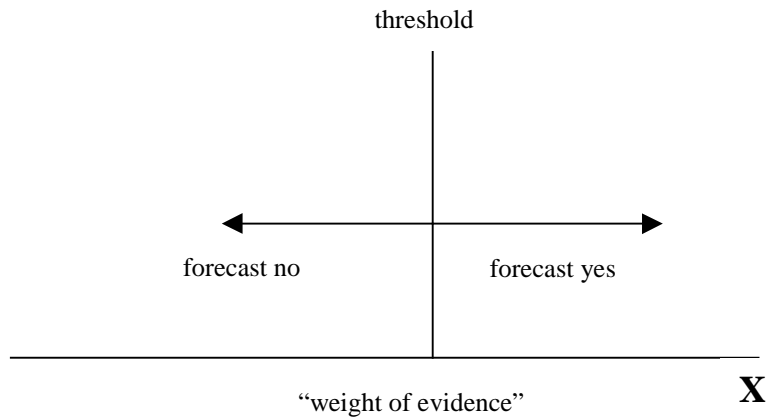 threshold
forecast no
forecast yes
X
“weight of evidence”